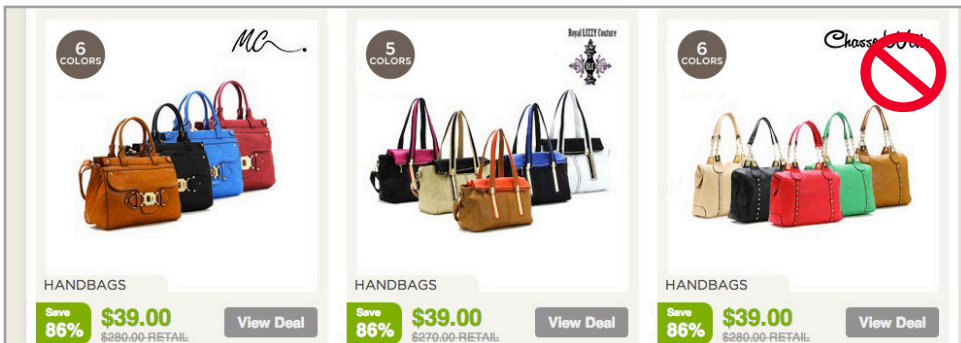 6
COLORS
MC
HANDBAGS
Save
86%
$39.00
$280.00 RETAIL
View Deal
5
COLORS
Royal LIZZY Couture
RLC
HANDBAGS
Save
86%
$39.00
$270.00 RETAIL
View Deal
6
COLORS
Chasse
HANDBAGS
Save
86%
$39.00
$280.00 RETAIL
View Deal